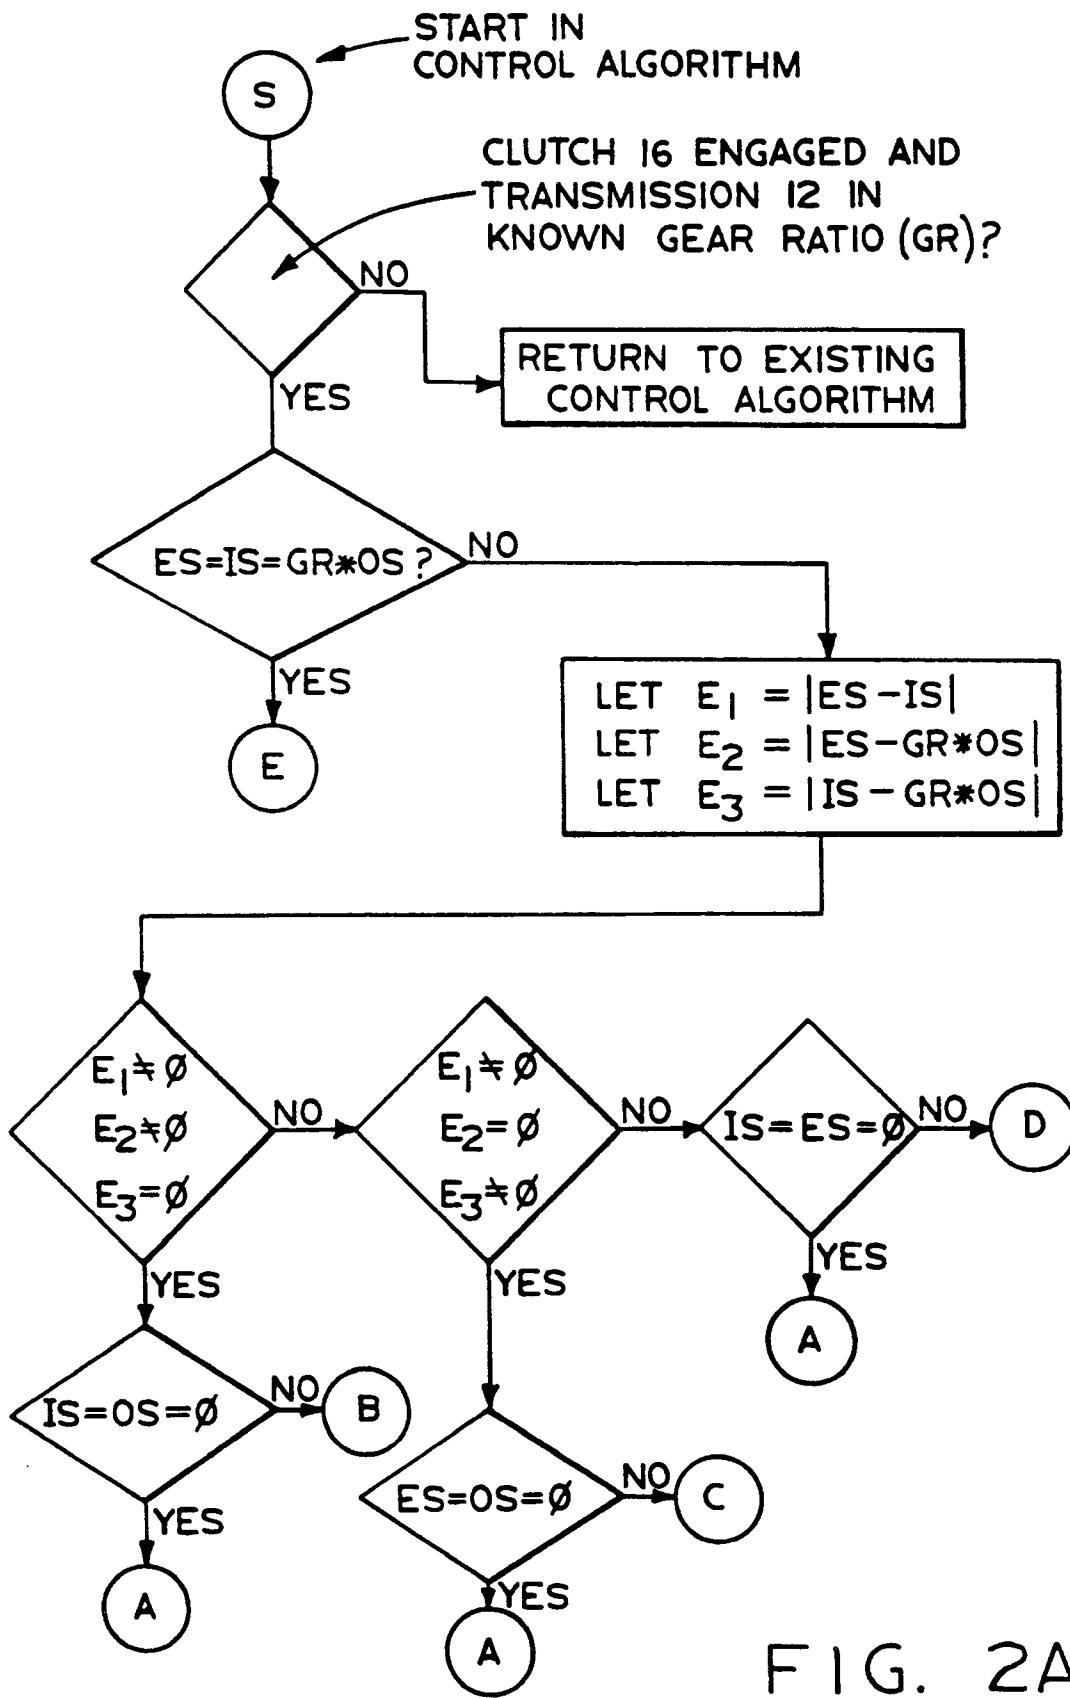 START IN
CONTROL ALGORITHM
S
CLUTCH 16 ENGAGED AND
TRANSMISSION 12 IN
KNOWN GEAR RATIO (GR)?
NO
RETURN TO EXISTING
CONTROL ALGORITHM
YES
ES=IS=GR*OS?
NO
YES
E
LET E1 = |ES-IS|
LET E2 = |ES-GR*OS|
LET E3 = |IS-GR*OS|
E1≠Ø
E2≠Ø
E3=Ø
NO
E1≠Ø
E2=Ø
E3≠Ø
NO
IS=ES=Ø
NO
D
YES
A
YES
IS=OS=Ø
NO
B
YES
A
YES
ES=OS=Ø
NO
C
YES
A
FIG. 2A